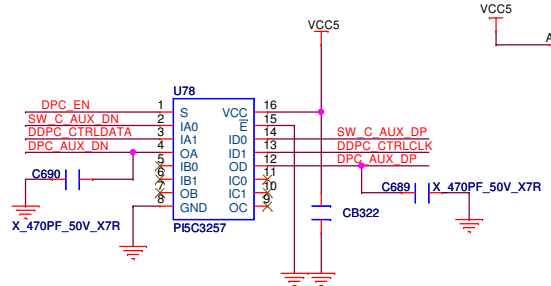 VCC5
VCC5
A
U78
DPC_EN 1 S VCC 16
SW_C_AUX_DN 2 IA0 E 15
DDPC_CTRLDATA 3 IA1 ID0 14 SW_C_AUX_DP
DPC_AUX_DN 4 OA ID1 13 DDPC_CTRLCLK
5 IB0 OD 12 DPC_AUX_DP
6 IB1 IC0 11
7 OB IC1 10
8 GND OC 9
C690
X_470PF_50V_X7R
PI5C3257
C689 X_470PF_50V_X7R
CB322